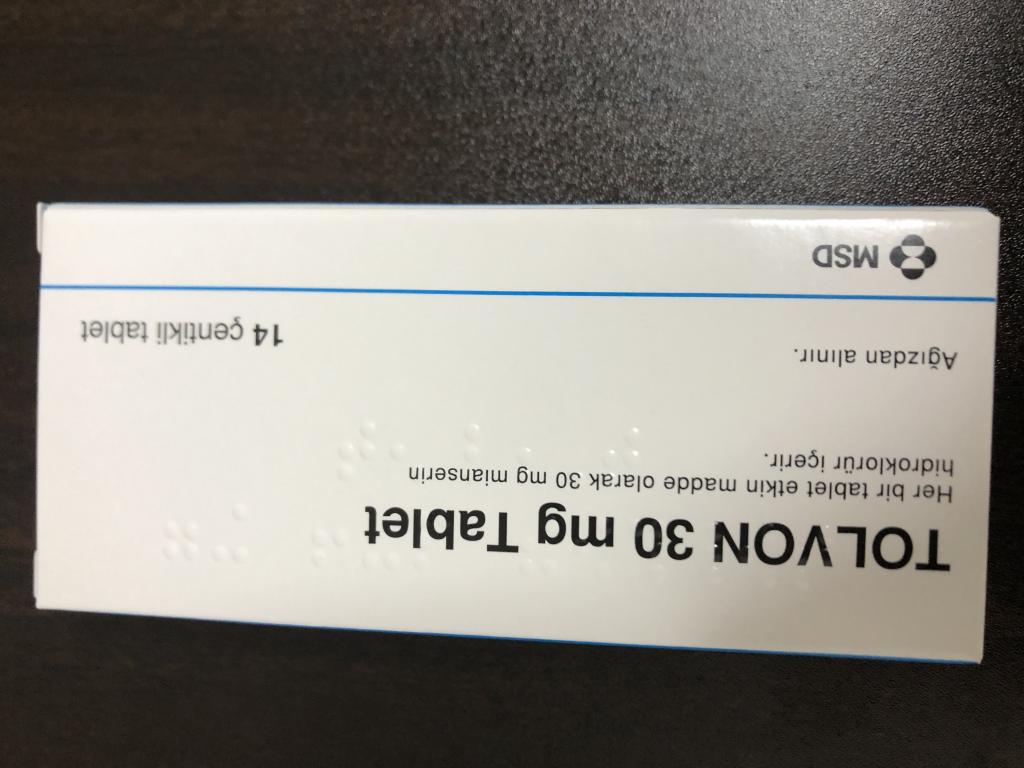 TOLVON 30 mg Tablet
Her bir tablet etkin madde olarak 30 mg mianserin
hidroklorür içerir.
Ağızdan alınır.
14 çentikli tablet
MSD